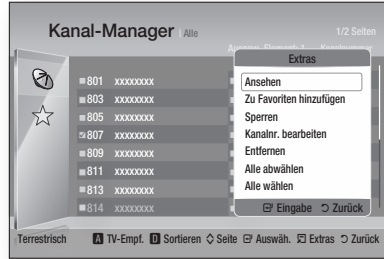 Kanal-Manager Alle
1/2 Seiten
Extras
Ansehen
Zu Favoriten hinzufügen
Sperren
Kanalnr. bearbeiten
Entfernen
Alle abwählen
Alle wählen
Eingabe Zurück
801 xxxxxxxx
803 xxxxxxxx
805 xxxxxxxx
807 xxxxxxxx
809 xxxxxxxx
811 xxxxxxxx
813 xxxxxxxx
814 xxxxxxxx
Terrestrisch A TV-Empf. D Sortieren Seite Auswäh. Extras Zurück